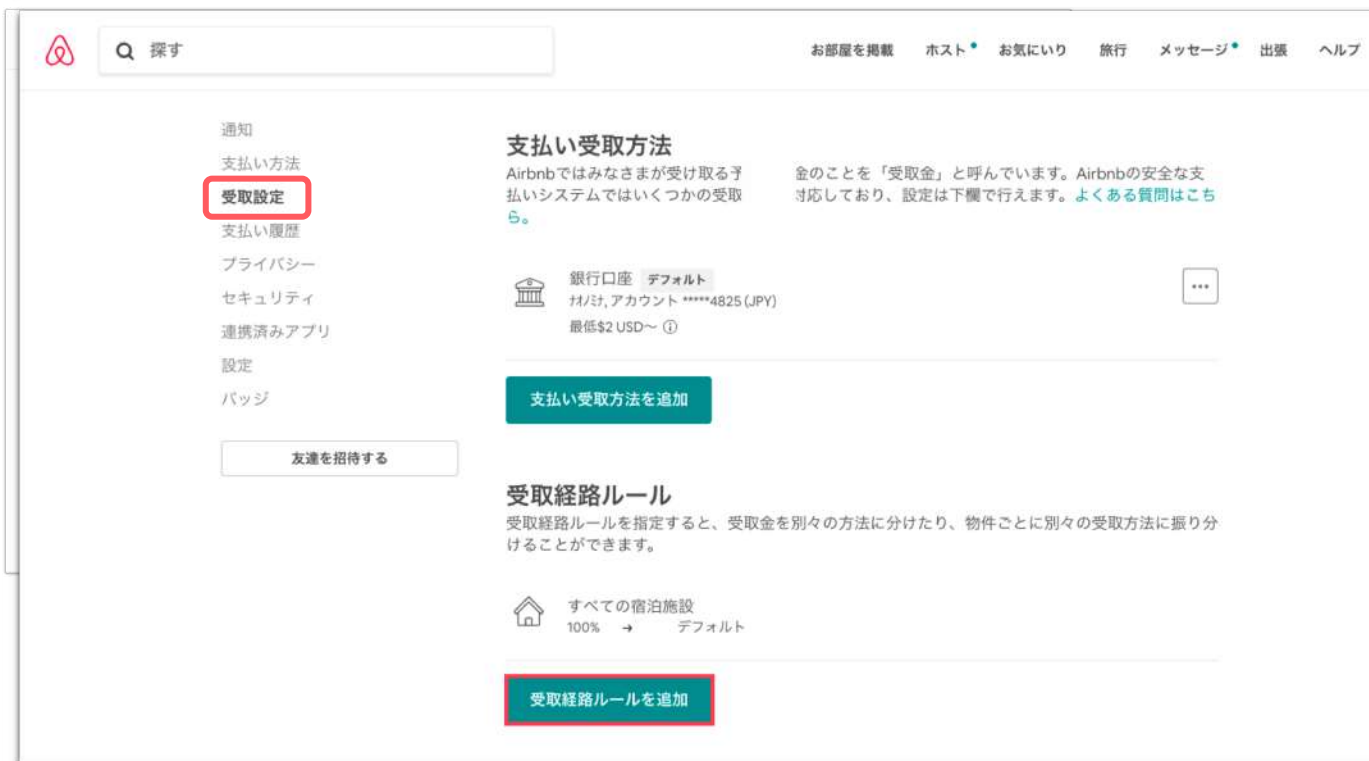 探す
お部屋を掲載 ホスト お気にいり 旅行 メッセージ 出張 ヘルプ
通知
支払い方法
受取設定
支払い履歴
プライバシー
セキュリティ
連携済みアプリ
設定
バッジ
友達を招待する
支払い受取方法
Airbnbではみなさまが受け取る 金のことを「受取金」と呼んでいます。Airbnbの安全な支
払いシステムではいくつかの受取 対応しており、設定は下欄で行えます。よくある質問はこち
ら。
銀行口座 デフォルト
ﾅｵﾉﾐﾅ, アカウント *****4825 (JPY)
最低$2 USD〜
支払い受取方法を追加
受取経路ルール
受取経路ルールを指定すると、受取金を別々の方法に分けたり、物件ごとに別々の受取方法に振り分
けることができます。
すべての宿泊施設
100% → デフォルト
受取経路ルールを追加